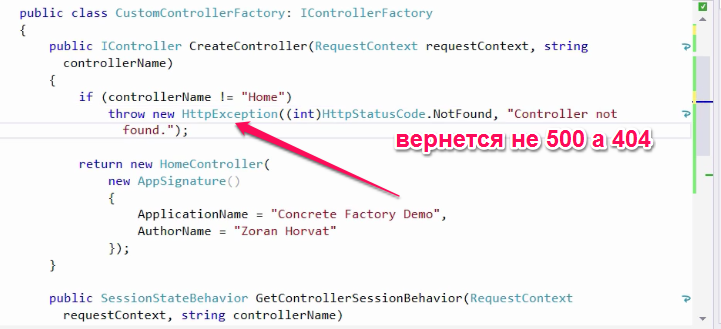 public class CustomControllerFactory: IControllerFactory
{
public IController CreateController(RequestContext requestContext, string
controllerName)
{
if (controllerName != "Home")
throw new HttpException((int)HttpStatusCode.NotFound, "Controller not
found.");
вернется не 500 а 404
return new HomeController(
new AppSignature()
{
ApplicationName = "Concrete Factory Demo",
AuthorName = "Zoran Horvat"
});
}
public SessionStateBehavior GetControllerSessionBehavior(RequestContext
requestContext, string controllerName)